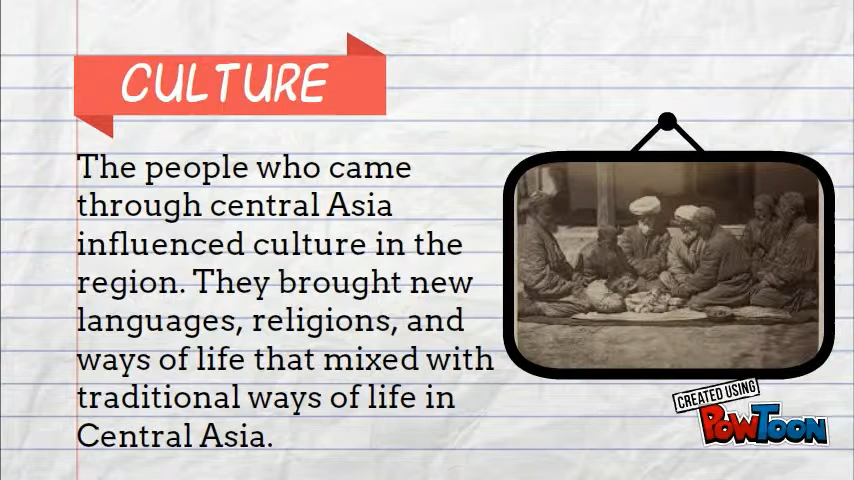 CULTURE
The people who came
through central Asia
influenced culture in the
region. They brought new
languages, religions, and
ways of life that mixed with
traditional ways of life in
Central Asia.
CREATED USING
POWTOON